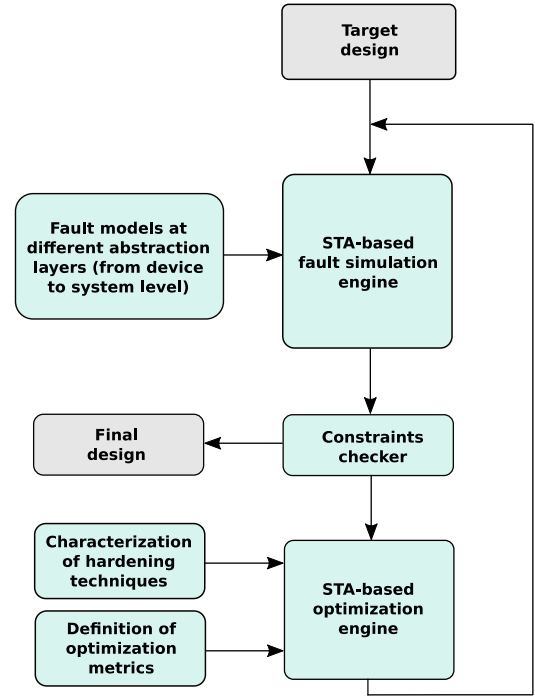 Target
design
Fault models at
different abstraction
layers (from device
to system level)
STA-based
fault simulation
engine
Final
design
Constraints
checker
Characterization
of hardening
techniques
Definition of
optimization
metrics
STA-based
optimization
engine